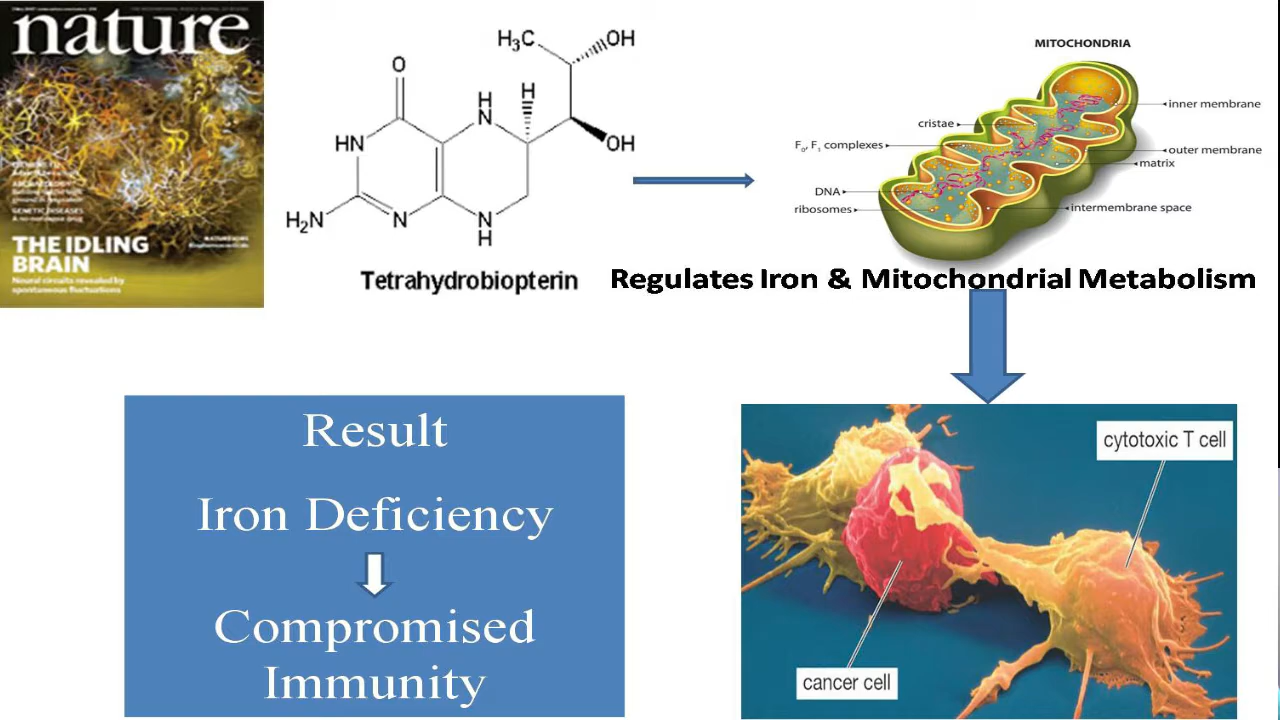 nature
THE IDLING
BRAIN
Neural circuits revealed by
spontaneous fluctuations
GENETIC DISEASES
H₃C
OH
O
H
H
N
HN
OH
H₂N
N
N
H
Tetrahydrobiopterin
MITOCHONDRIA
inner membrane
cristae
F₀, F₁ complexes
outer membrane
matrix
DNA
ribosomes
intermembrane space
Regulates Iron & Mitochondrial Metabolism
Result
Iron Deficiency
Compromised
Immunity
cytotoxic T cell
cancer cell